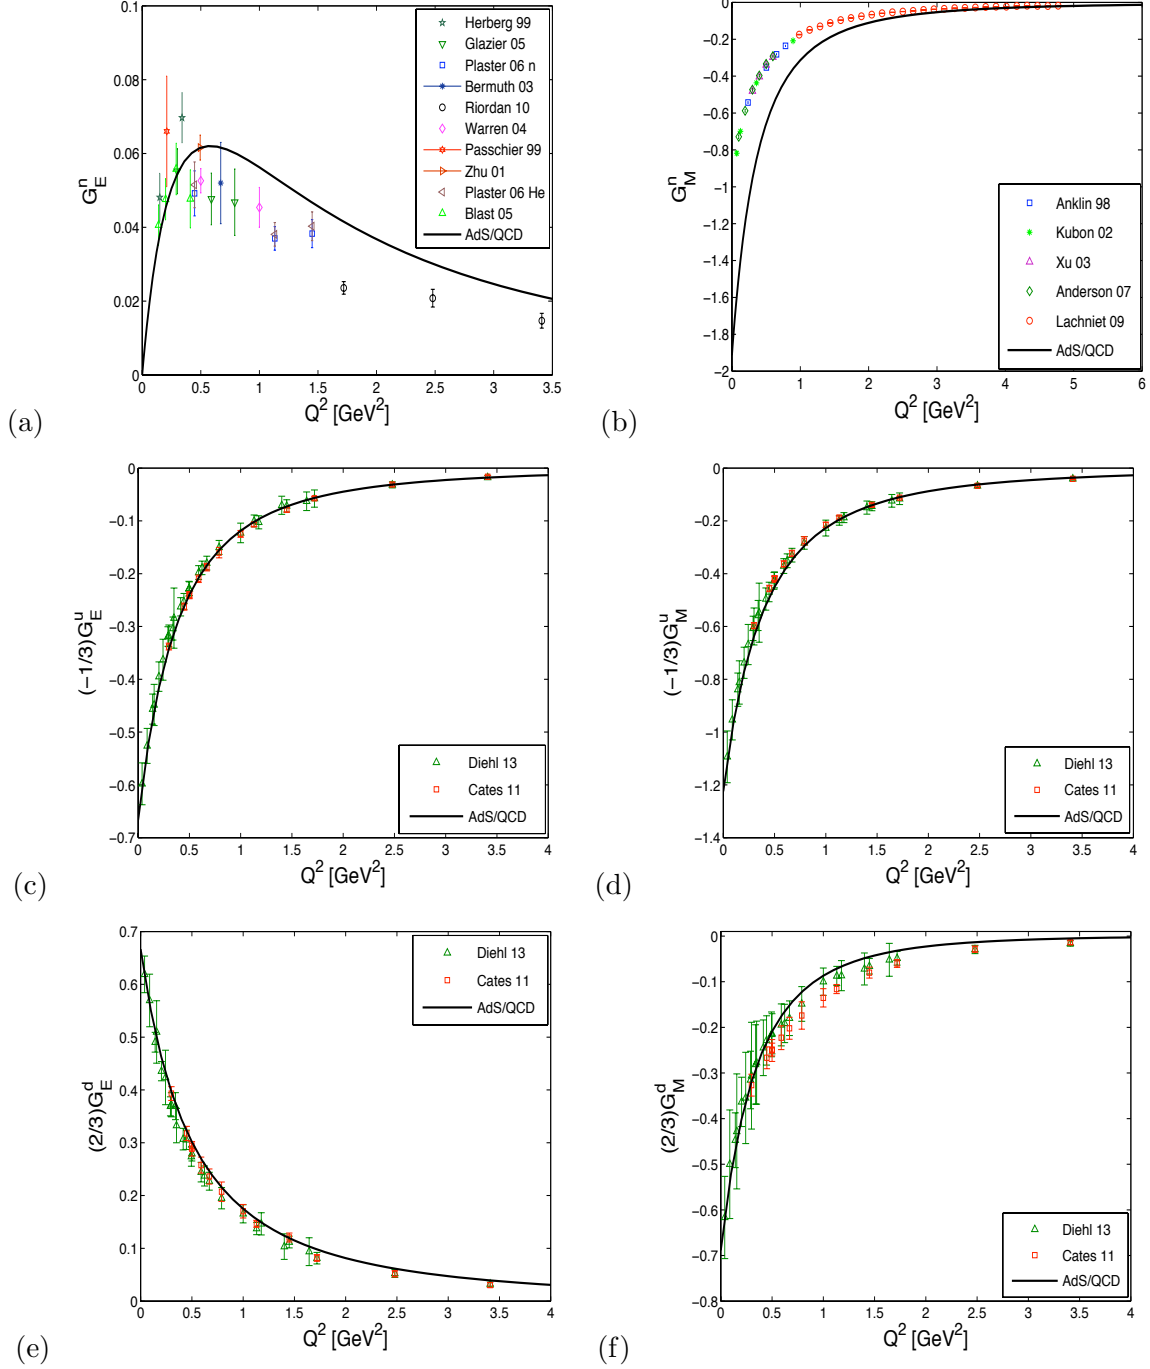 0.1
0.08
0.06
0.04
0.02
0
0 0.5 1 1.5 2 2.5 3 3.5
G_E^n
Q^2 [GeV^2]
Herberg 99
Glazier 05
Plaster 06 n
Bermuth 03
Riordan 10
Warren 04
Passchier 99
Zhu 01
Plaster 06 He
Blast 05
AdS/QCD
(a)
0
−0.2
−0.4
−0.6
−0.8
−1
−1.2
−1.4
−1.6
−1.8
−2
0 1 2 3 4 5 6
G_M^n
Q^2 [GeV^2]
Anklin 98
Kubon 02
Xu 03
Anderson 07
Lachniet 09
AdS/QCD
(b)
0
−0.1
−0.2
−0.3
−0.4
−0.5
−0.6
−0.7
0 0.5 1 1.5 2 2.5 3 3.5 4
(−1/3)G_E^u
Q^2 [GeV^2]
Diehl 13
Cates 11
AdS/QCD
(c)
0
−0.2
−0.4
−0.6
−0.8
−1
−1.2
−1.4
0 0.5 1 1.5 2 2.5 3 3.5 4
(−1/3)G_M^u
Q^2 [GeV^2]
Diehl 13
Cates 11
AdS/QCD
(d)
0.7
0.6
0.5
0.4
0.3
0.2
0.1
0
0 0.5 1 1.5 2 2.5 3 3.5 4
(2/3)G_E^d
Q^2 [GeV^2]
Diehl 13
Cates 11
AdS/QCD
(e)
0
−0.1
−0.2
−0.3
−0.4
−0.5
−0.6
−0.7
−0.8
0 0.5 1 1.5 2 2.5 3 3.5 4
(2/3)G_M^d
Q^2 [GeV^2]
Diehl 13
Cates 11
AdS/QCD
(f)